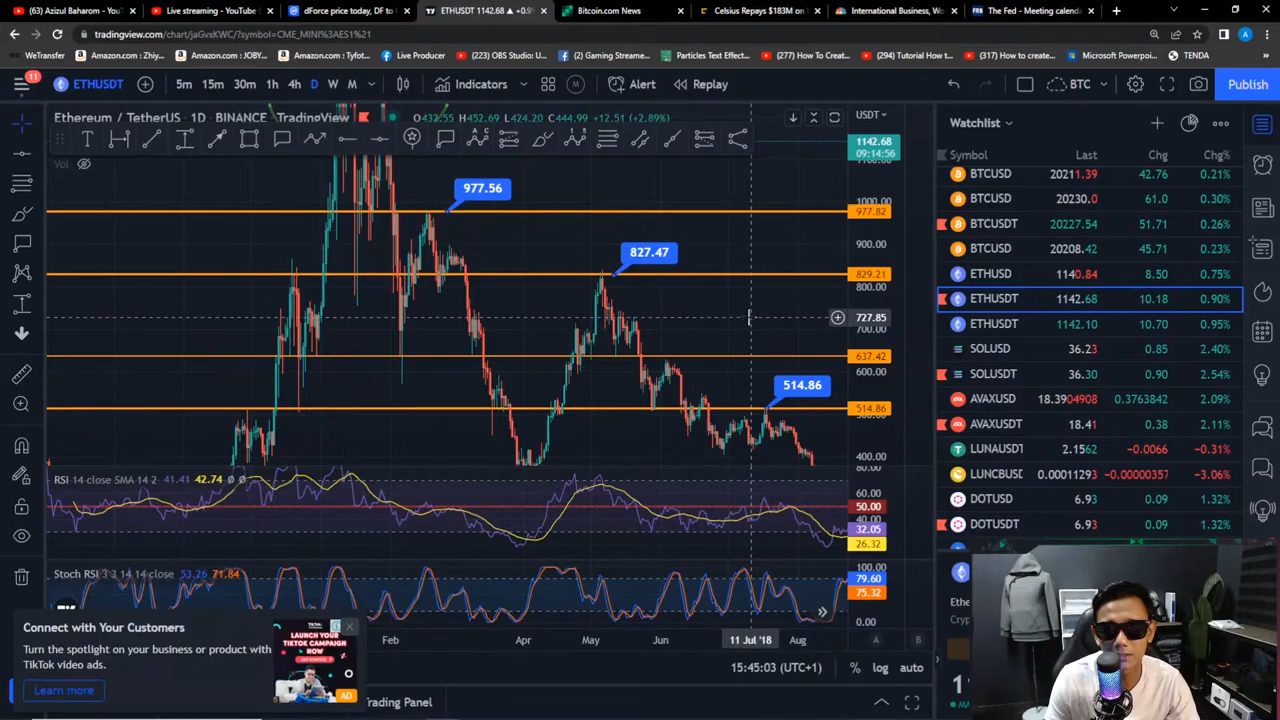 (63) Azizul Baharom - You
Live streaming - YouTube
dForce price today, DF to
ETHUSDT 1142.68 ▲ +0.9
Bitcoin.com News
Celsius Repays $183M on
International Business, Wo
The Fed - Meeting calenda
tradingview.com/chart/jaGvxKWC/?symbol=CME_MINI%3AES1%21
WeTransfer
Amazon.com : Zhiy...
Amazon.com: JOBY...
Amazon.com: Tyfot...
Live Producer
(223) OBS Studio: U...
(2) Gaming Streame...
Particles Text Effect...
(277) How To Create...
(294) Tutorial How t...
(317) How to create...
Microsoft Powerpoi...
TENDA
11
ETHUSDT
5m 15m 30m 1h 4h D W M
Indicators
Alert
Replay
BTC
Publish
Ethereum / TetherUS · 1D · BINANCE · TradingView
O432.55 H452.69 L424.20 C444.99 +12.51 (+2.89%)
USDT
Vol
1142.68
09:14:56
1000.00
977.82
900.00
829.21
800.00
727.85
700.00
637.42
600.00
514.86
400.00
977.56
827.47
514.86
RSI 14 close SMA 14 2 41.41 42.74 ø ø
80.00
60.00
50.00
40.00
32.05
26.32
Stoch RSI 3 3 14 14 close 53.26 71.84
100.00
79.60
75.32
0.00
Feb
Apr
May
Jun
11 Jul '18
Aug
A
B
15:45:03 (UTC+1)
%
log
auto
Trading Panel
Connect with Your Customers
Turn the spotlight on your business or product with
TikTok video ads.
Learn more
LAUNCH YOUR
TIKTOK CAMPAIGN
NOW
AD
Watchlist
Symbol Last Chg Chg%
BTCUSD 20211.39 42.76 0.21%
BTCUSD 20230.0 61.0 0.30%
BTCUSDT 20227.54 51.71 0.26%
BTCUSD 20208.42 45.71 0.23%
ETHUSD 1140.84 8.50 0.75%
ETHUSDT 1142.68 10.18 0.90%
ETHUSDT 1142.10 10.70 0.95%
SOLUSD 36.23 0.85 2.40%
SOLUSDT 36.30 0.90 2.54%
AVAXUSD 18.3904908 0.3763842 2.09%
AVAXUSDT 18.41 0.38 2.11%
LUNAUSDT 2.1562 −0.0066 −0.31%
LUNCBUSD 0.00011293 −0.00000357 −3.06%
DOTUSD 6.93 0.09 1.32%
DOTUSDT 6.93 0.09 1.32%